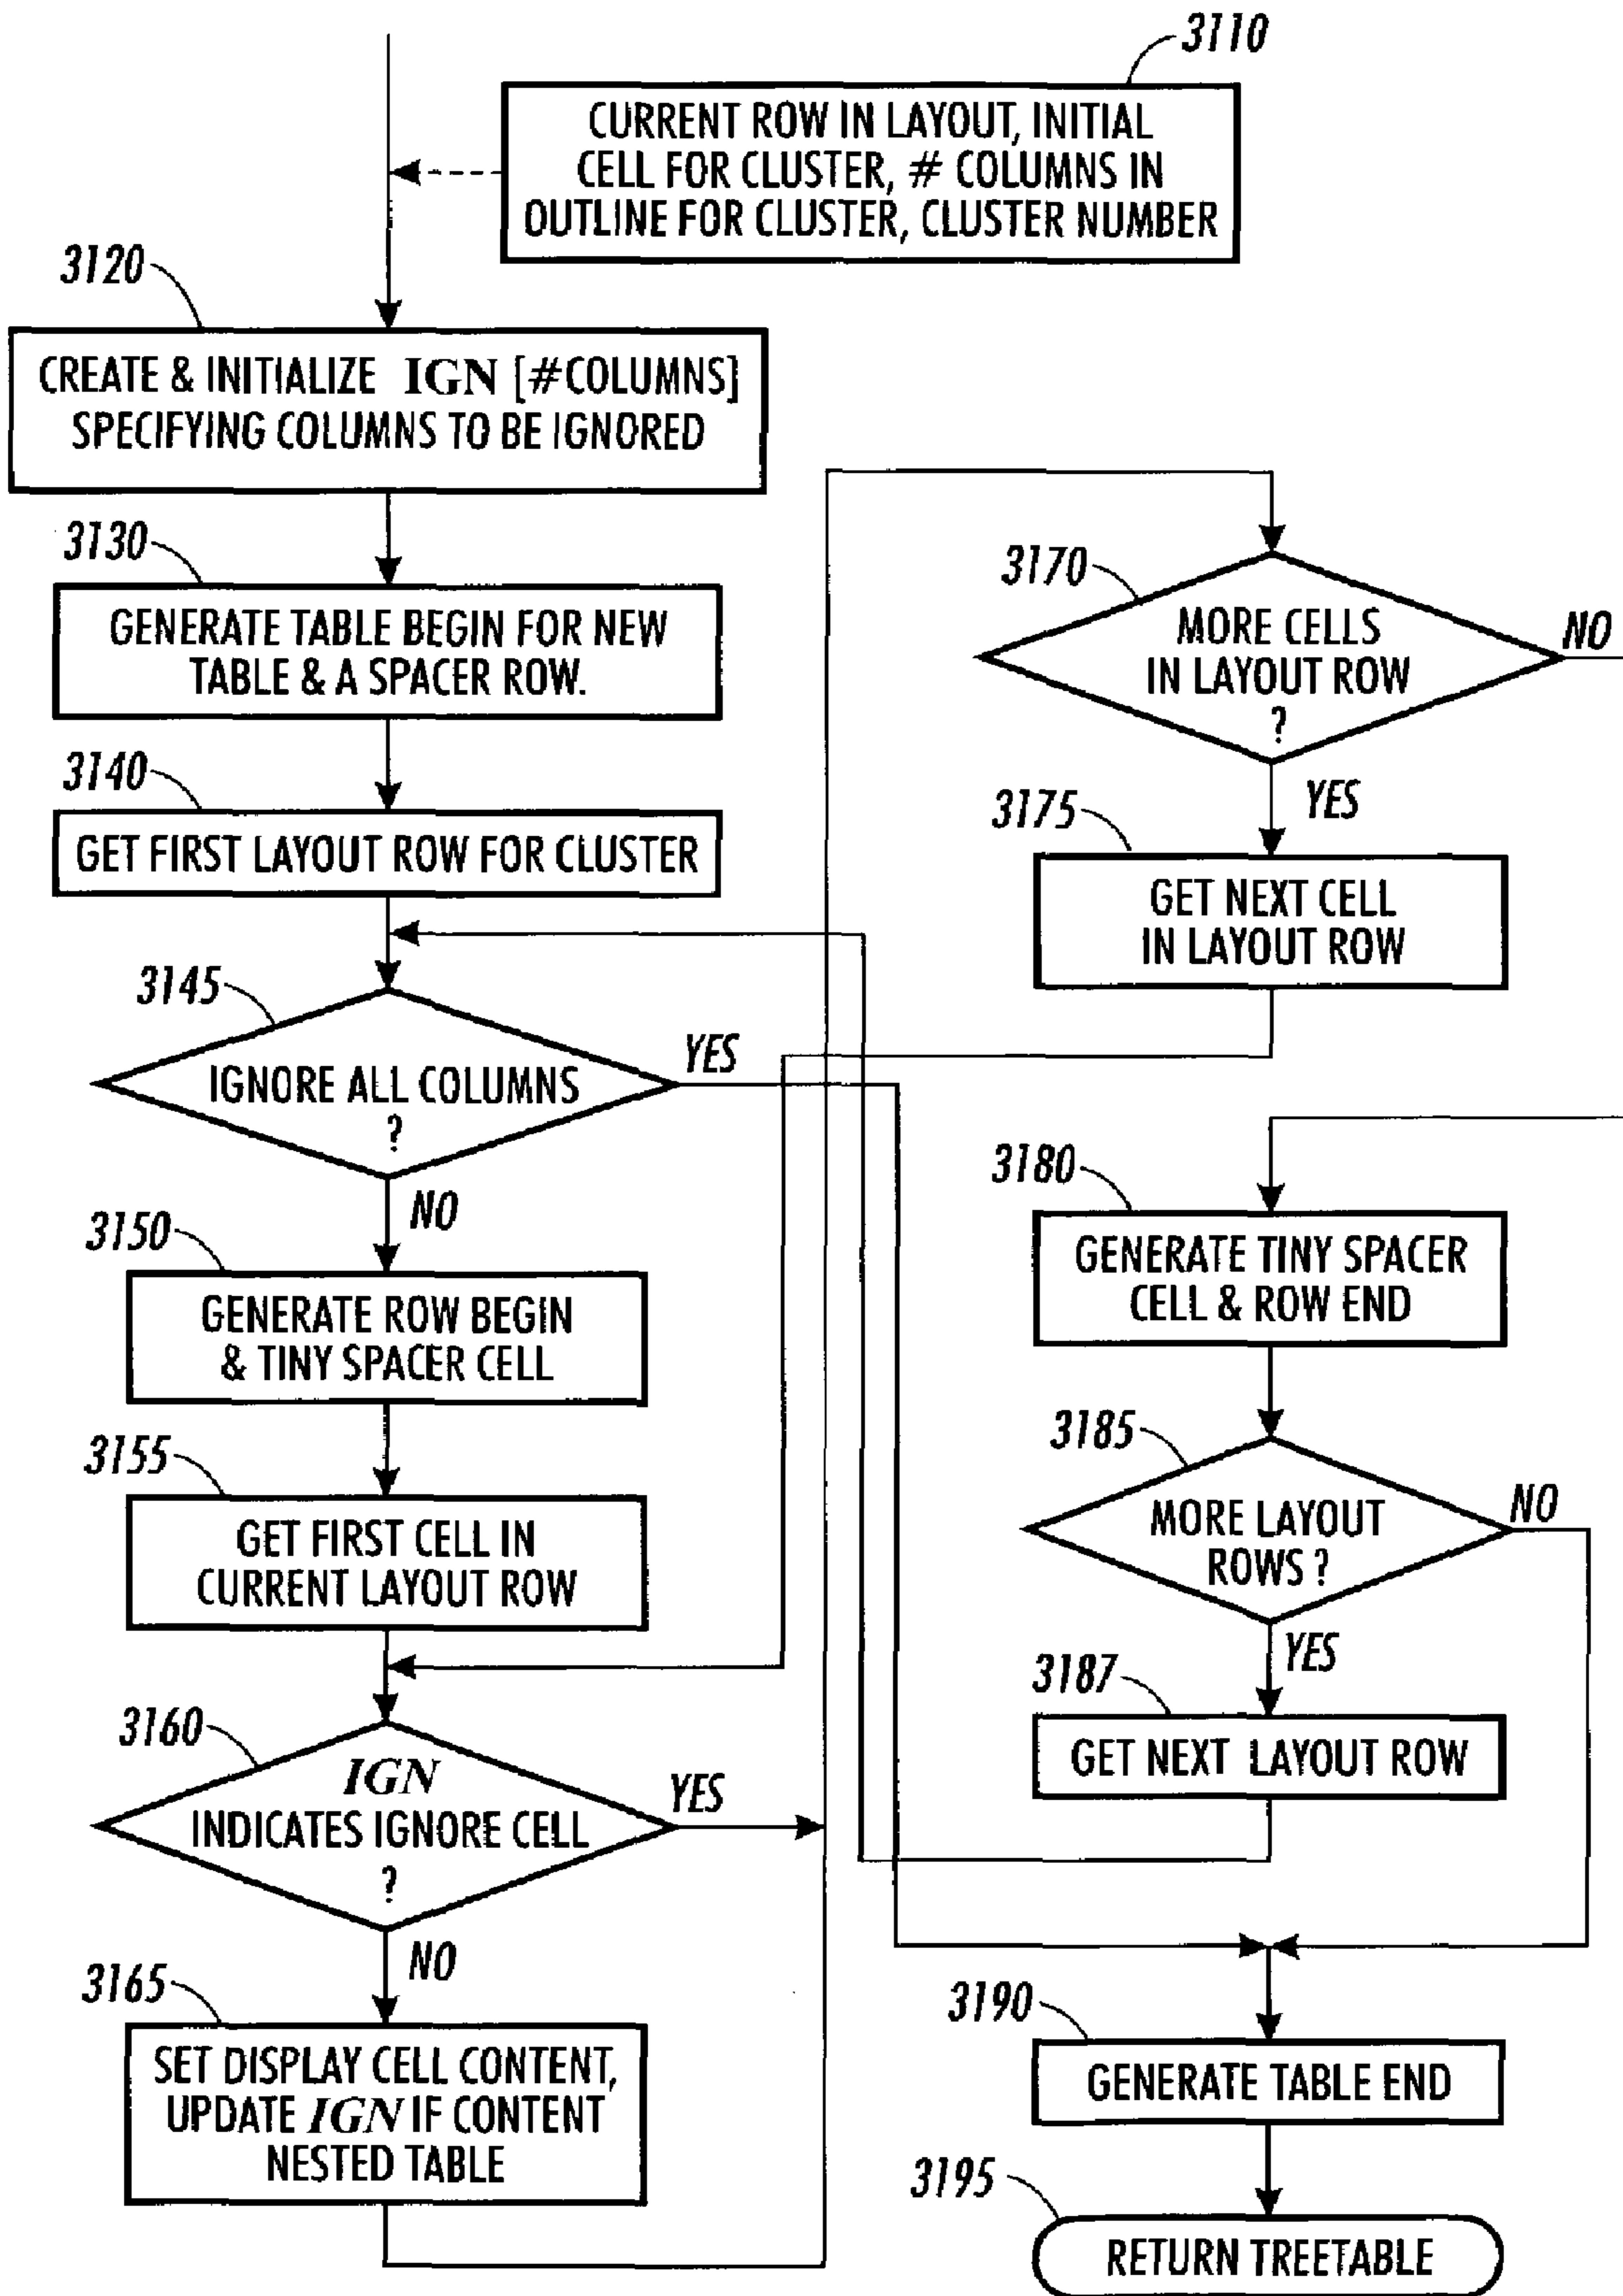 3110
CURRENT ROW IN LAYOUT, INITIAL
CELL FOR CLUSTER, # COLUMNS IN
OUTLINE FOR CLUSTER, CLUSTER NUMBER
3120
CREATE & INITIALIZE IGN [#COLUMNS]
SPECIFYING COLUMNS TO BE IGNORED
3130
GENERATE TABLE BEGIN FOR NEW
TABLE & A SPACER ROW.
3140
GET FIRST LAYOUT ROW FOR CLUSTER
3145
IGNORE ALL COLUMNS
?
YES
NO
3150
GENERATE ROW BEGIN
& TINY SPACER CELL
3155
GET FIRST CELL IN
CURRENT LAYOUT ROW
3160
IGN
INDICATES IGNORE CELL
?
YES
NO
3165
SET DISPLAY CELL CONTENT,
UPDATE IGN IF CONTENT
NESTED TABLE
3170
MORE CELLS
IN LAYOUT ROW
?
NO
YES
3175
GET NEXT CELL
IN LAYOUT ROW
3180
GENERATE TINY SPACER
CELL & ROW END
3185
MORE LAYOUT
ROWS ?
NO
YES
3187
GET NEXT LAYOUT ROW
3190
GENERATE TABLE END
3195
RETURN TREETABLE